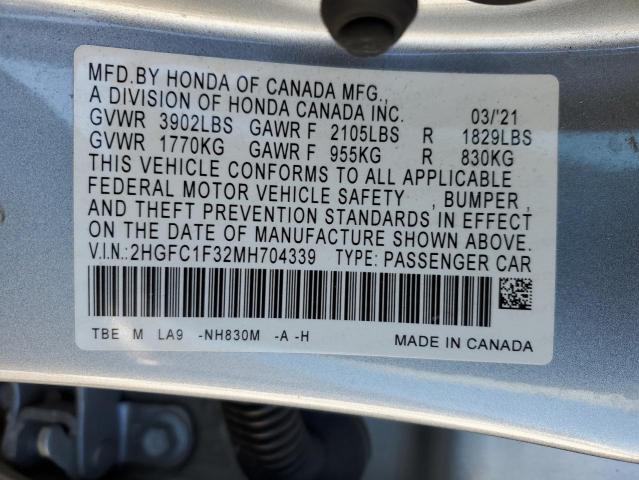 MFD.BY HONDA OF CANADA MFG.,
A DIVISION OF HONDA CANADA INC. 03/'21
GVWR 3902LBS GAWR F 2105LBS R 1829LBS
GVWR 1770KG GAWR F 955KG R 830KG
THIS VEHICLE CONFORMS TO ALL APPLICABLE
FEDERAL MOTOR VEHICLE SAFETY , BUMPER ,
AND THEFT PREVENTION STANDARDS IN EFFECT
ON THE DATE OF MANUFACTURE SHOWN ABOVE.
V.I.N.:2HGFC1F32MH704339 TYPE: PASSENGER CAR
TBE M LA9 -NH830M -A -H MADE IN CANADA